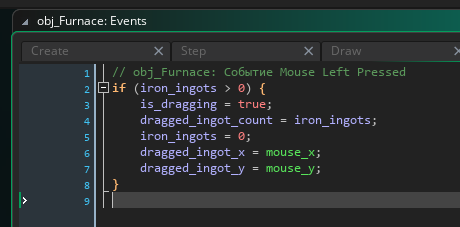 obj_Furnace: Events
Create Step Draw
1 // obj_Furnace: Событие Mouse Left Pressed
2 if (iron_ingots > 0) {
3 is_dragging = true;
4 dragged_ingot_count = iron_ingots;
5 iron_ingots = 0;
6 dragged_ingot_x = mouse_x;
7 dragged_ingot_y = mouse_y;
8 }
9